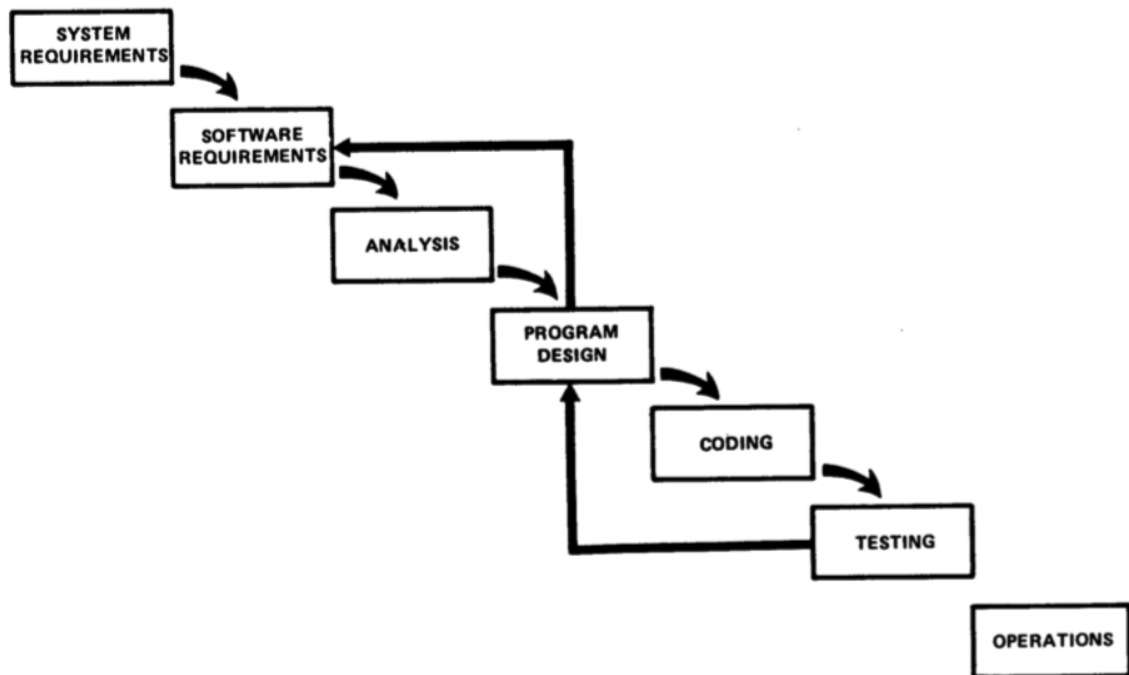 SYSTEM
REQUIREMENTS
SOFTWARE
REQUIREMENTS
ANALYSIS
PROGRAM
DESIGN
CODING
TESTING
OPERATIONS